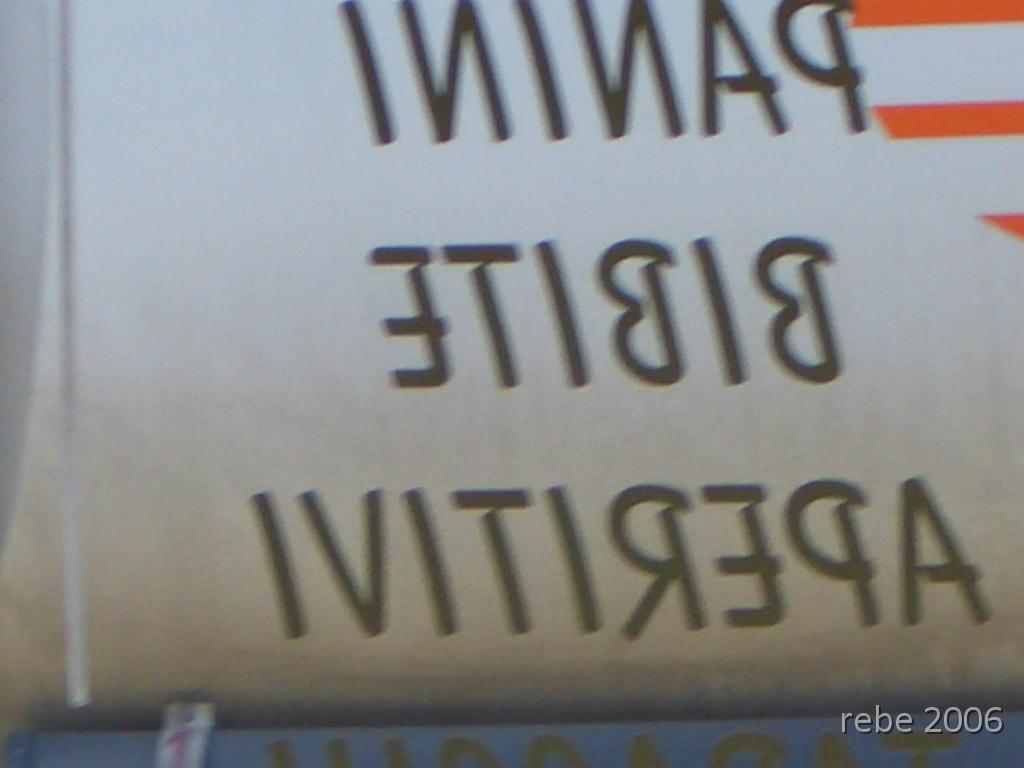 PANINI
BIBITE
APERITIVI
rebe 2006